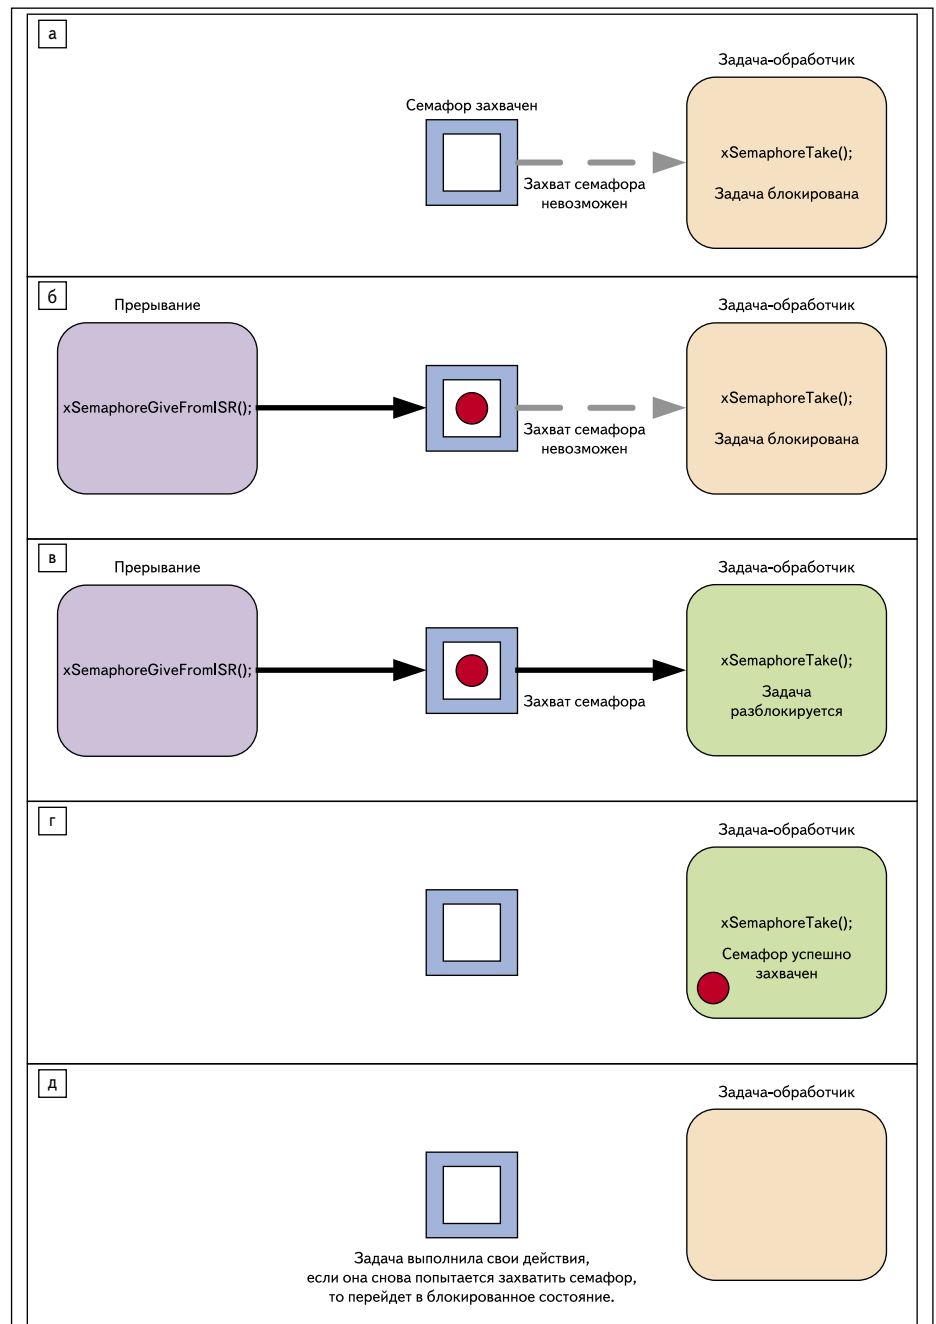 а
Задача-обработчик
Семафор захвачен
xSemaphoreTake();
Захват семафора
невозможен
Задача блокирована
б
Прерывание
Задача-обработчик
xSemaphoreGiveFromISR();
xSemaphoreTake();
Захват семафора
невозможен
Задача блокирована
в
Прерывание
Задача-обработчик
xSemaphoreGiveFromISR();
xSemaphoreTake();
Захват семафора
Задача
разблокируется
г
Задача-обработчик
xSemaphoreTake();
Семафор успешно
захвачен
д
Задача-обработчик
Задача выполнила свои действия,
если она снова попытается захватить семафор,
то перейдет в блокированное состояние.